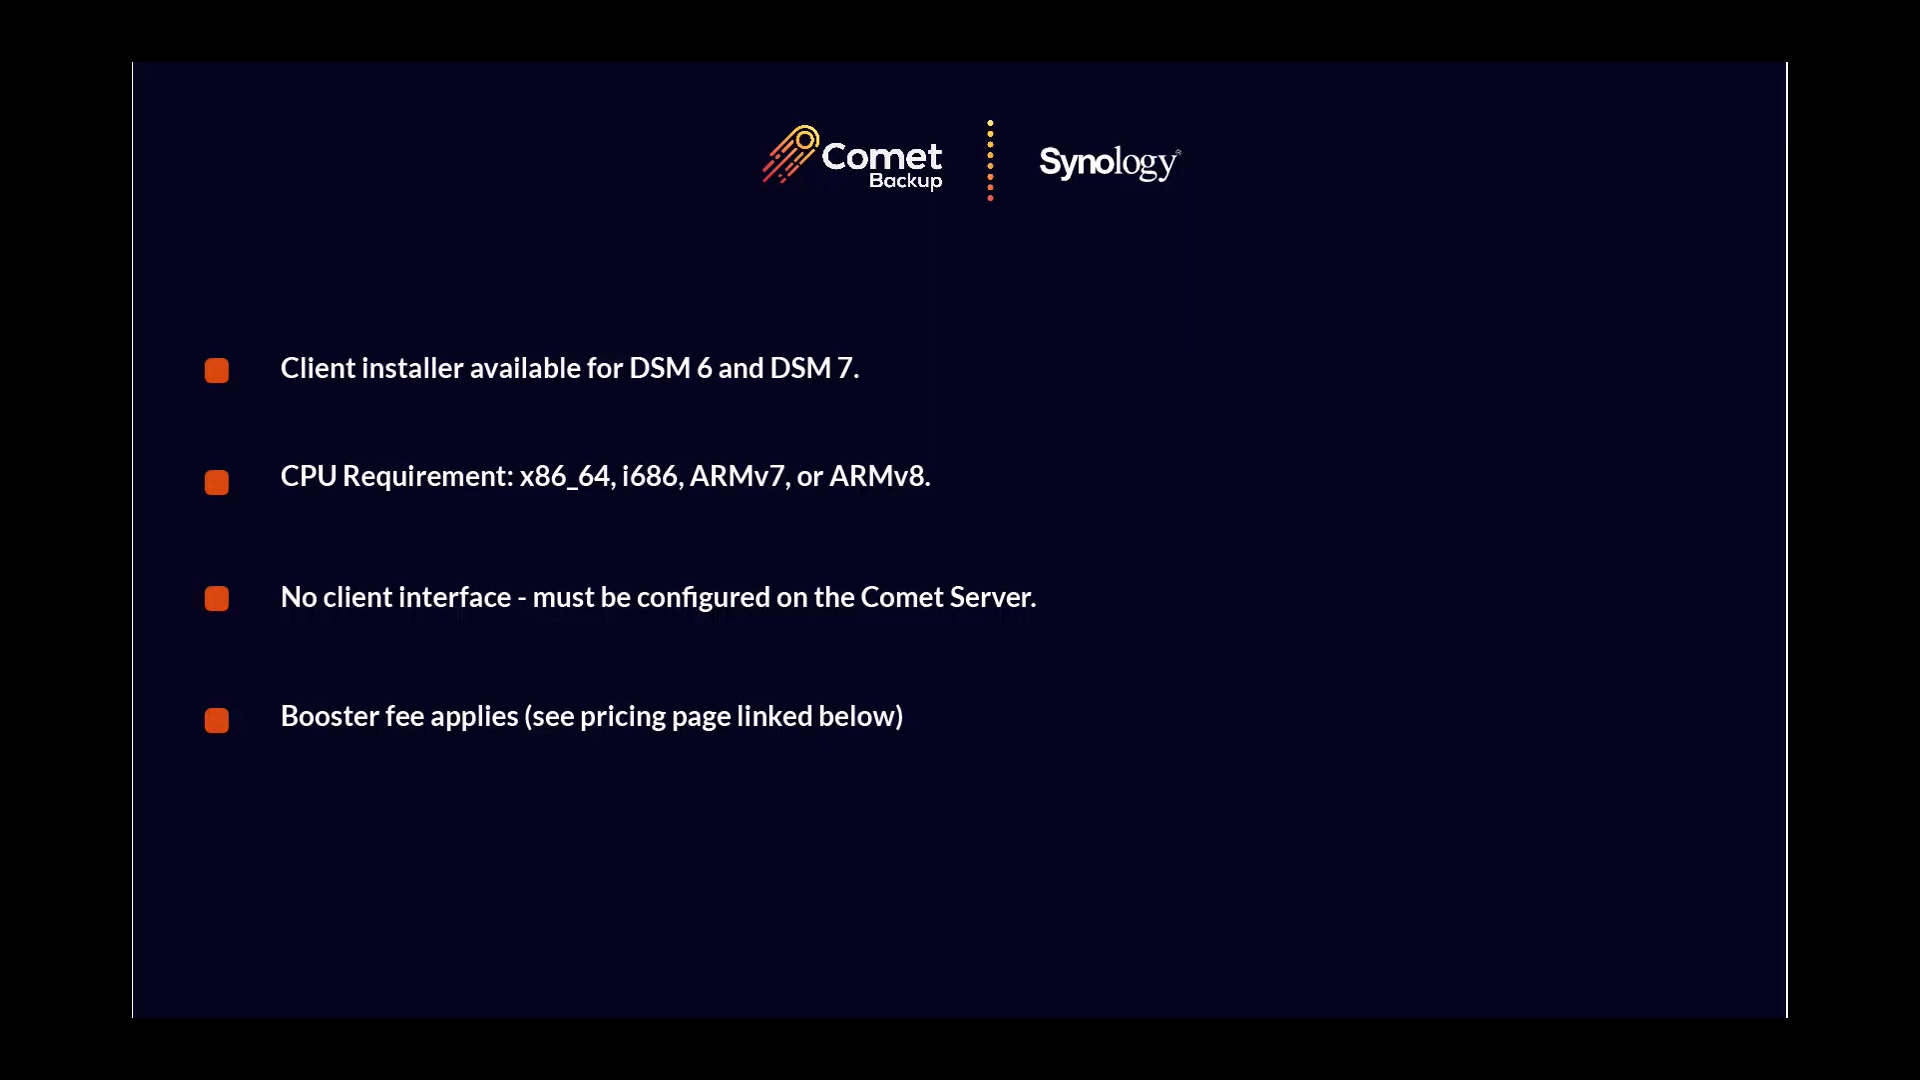 Comet
Backup
Synology®
Client installer available for DSM 6 and DSM 7.
CPU Requirement: x86_64, i686, ARMv7, or ARMv8.
No client interface - must be configured on the Comet Server.
Booster fee applies (see pricing page linked below)